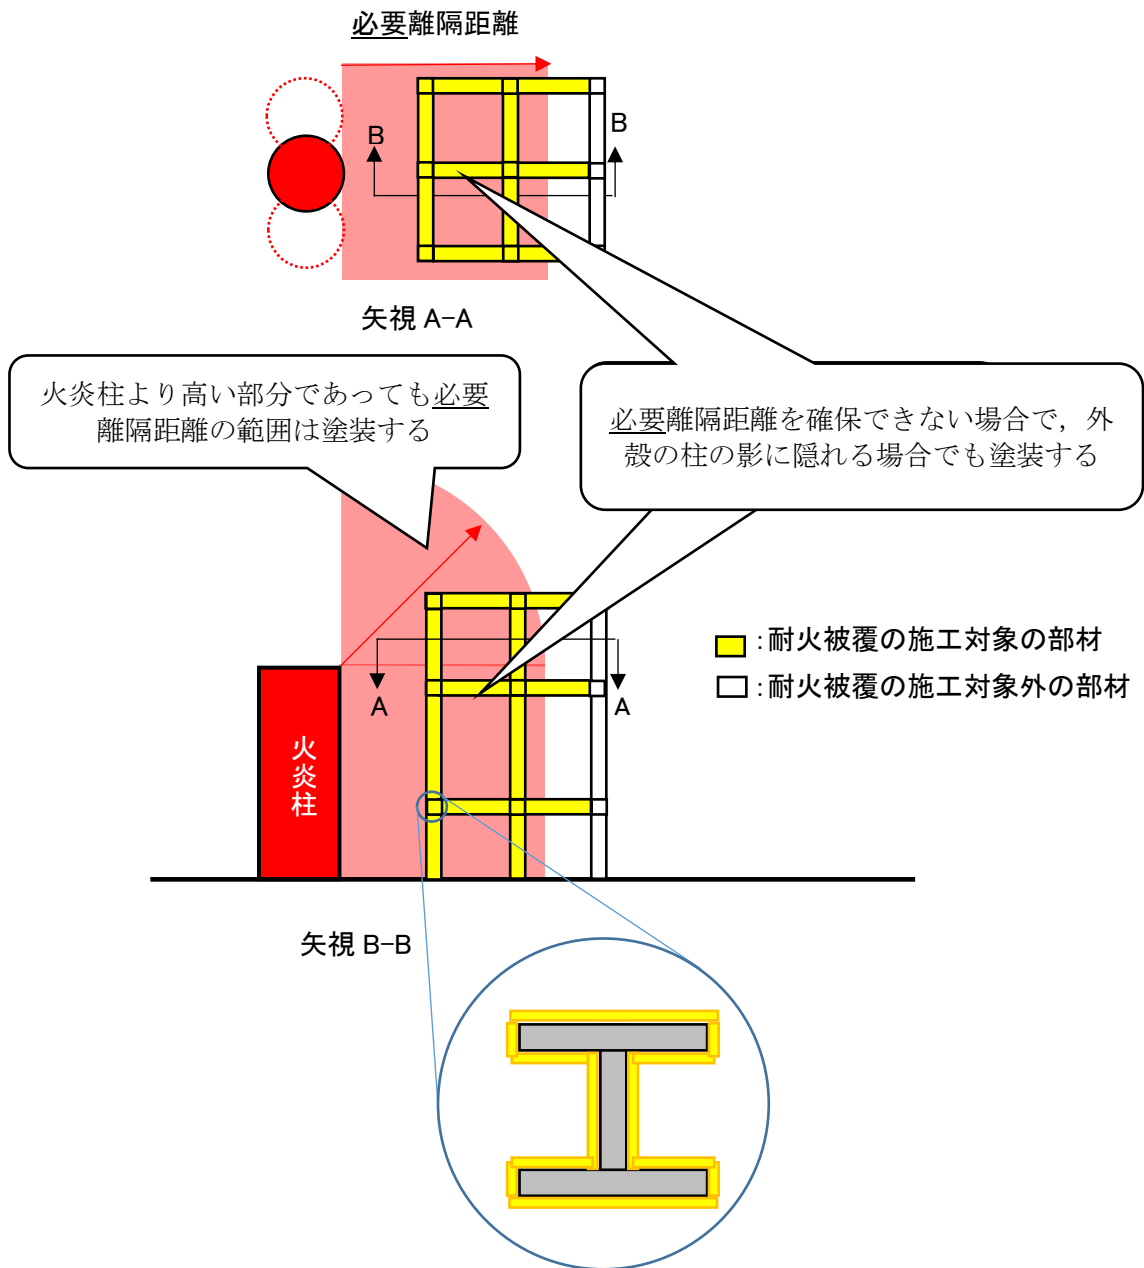 必要離隔距離
B
B
矢視 A-A
火炎柱より高い部分であっても必要
離隔距離の範囲は塗装する
必要離隔距離を確保できない場合で，外
殻の柱の影に隠れる場合でも塗装する
：耐火被覆の施工対象の部材
：耐火被覆の施工対象外の部材
A
A
火炎柱
矢視 B-B